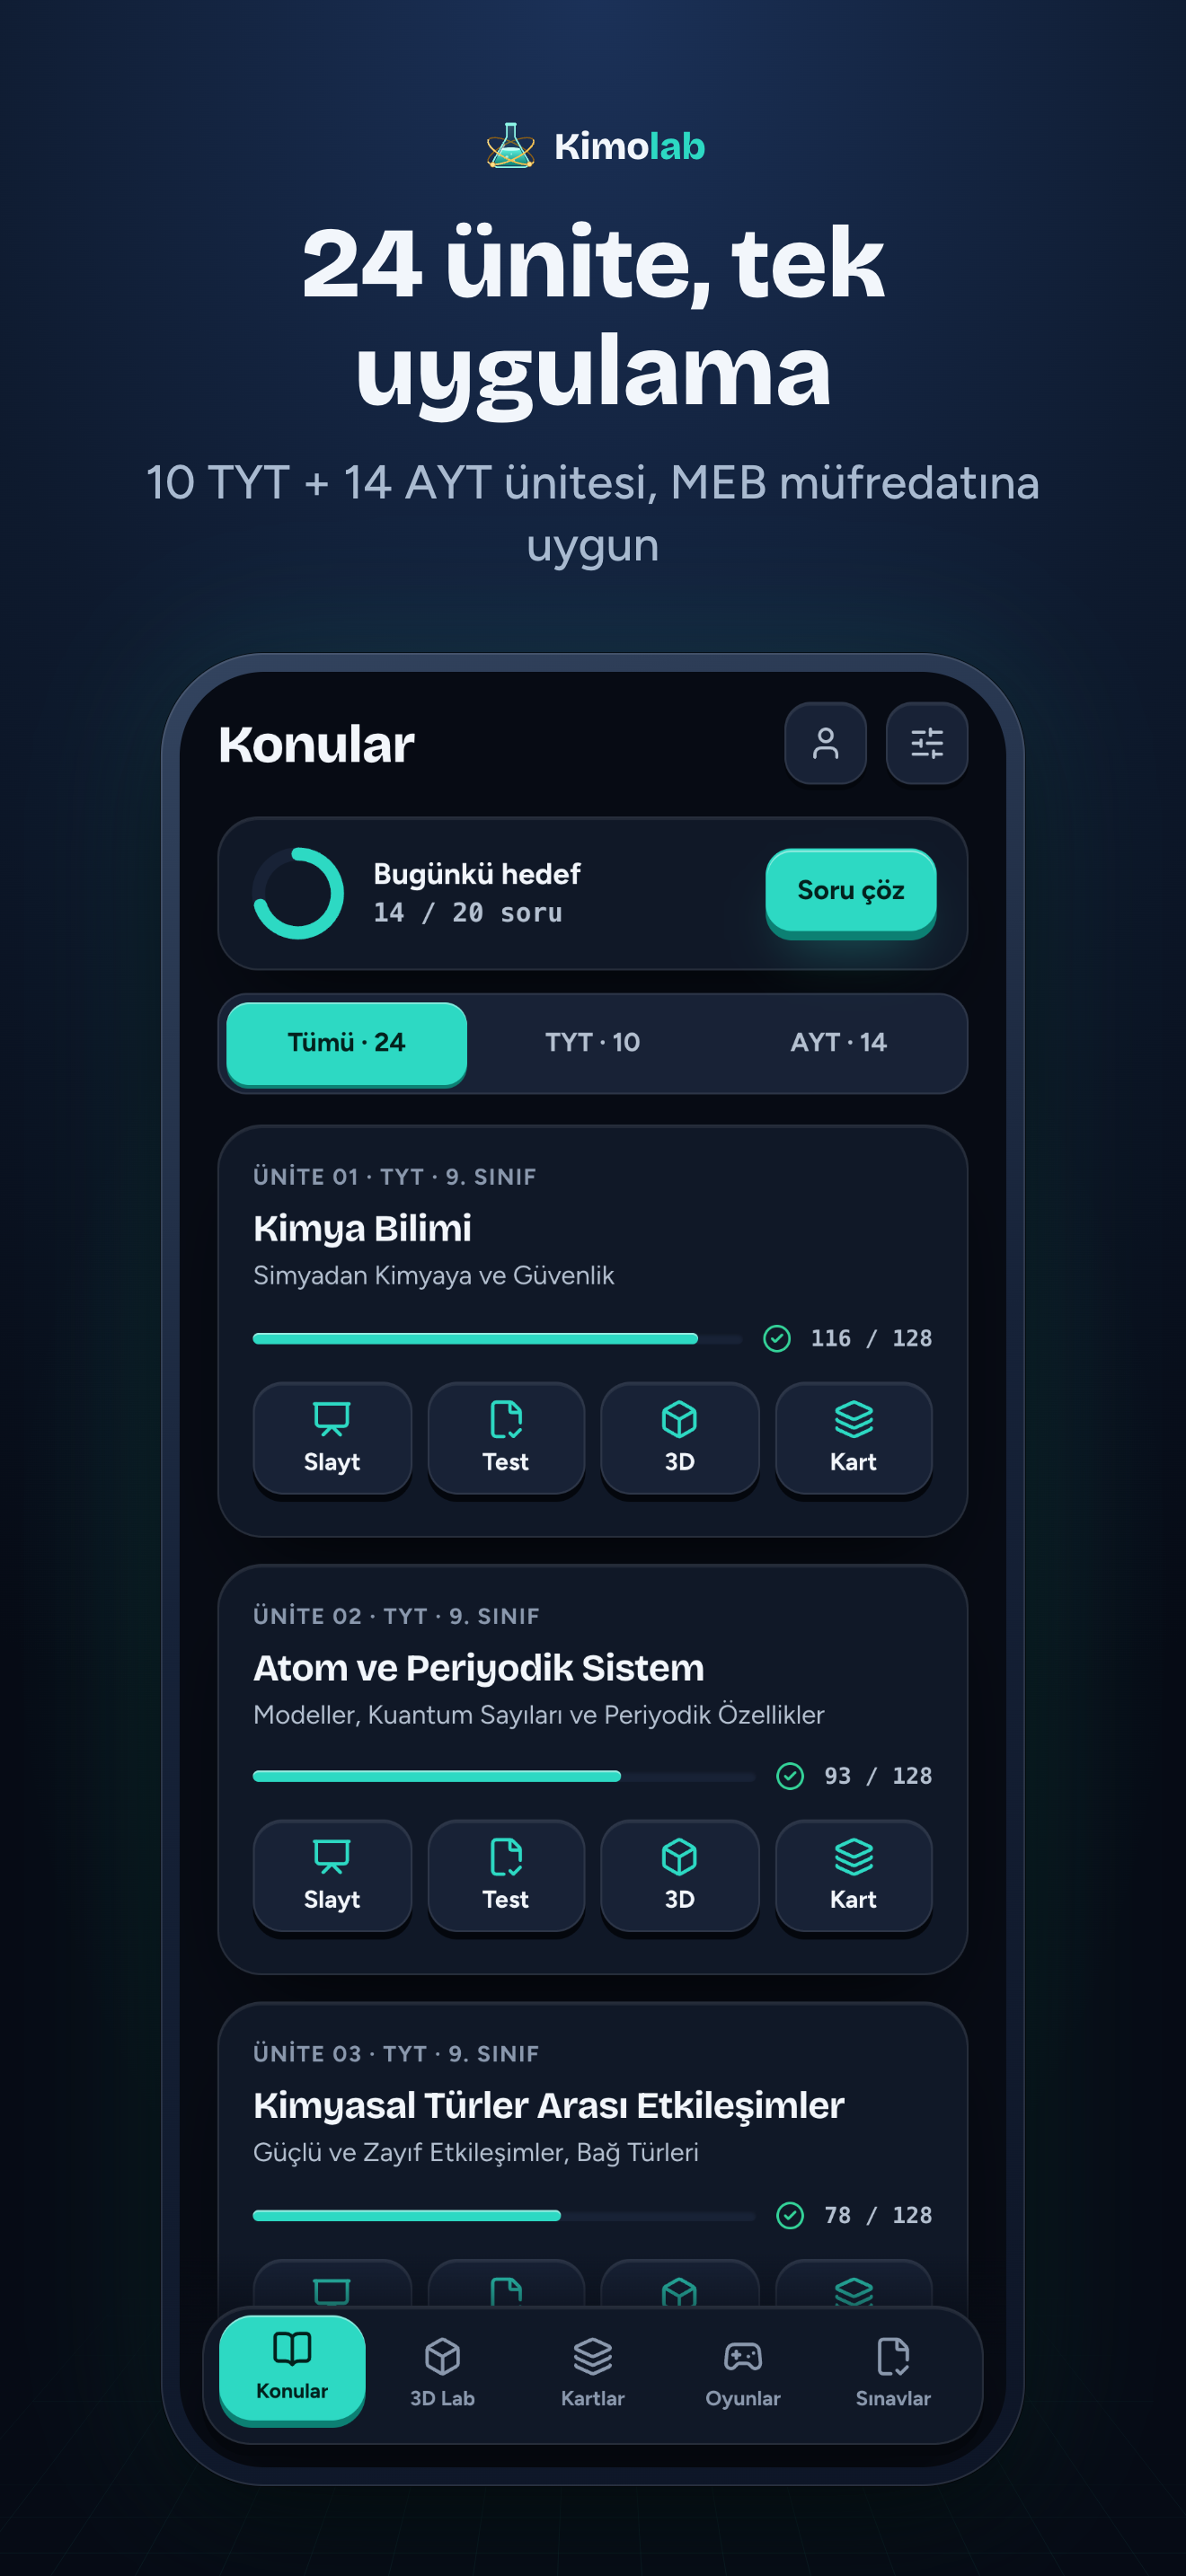 Kimolab
24 ünite, tek
uygulama
10 TYT + 14 AYT ünitesi, MEB müfredatına
uygun
Konular
Bugünkü hedef
14 / 20 soru
Soru çöz
Tümü · 24
TYT · 10
AYT · 14
ÜNİTE 01 · TYT · 9. SINIF
Kimya Bilimi
Simyadan Kimyaya ve Güvenlik
116 / 128
Slayt
Test
3D
Kart
ÜNİTE 02 · TYT · 9. SINIF
Atom ve Periyodik Sistem
Modeller, Kuantum Sayıları ve Periyodik Özellikler
93 / 128
Slayt
Test
3D
Kart
ÜNİTE 03 · TYT · 9. SINIF
Kimyasal Türler Arası Etkileşimler
Güçlü ve Zayıf Etkileşimler, Bağ Türleri
78 / 128
Konular
3D Lab
Kartlar
Oyunlar
Sınavlar